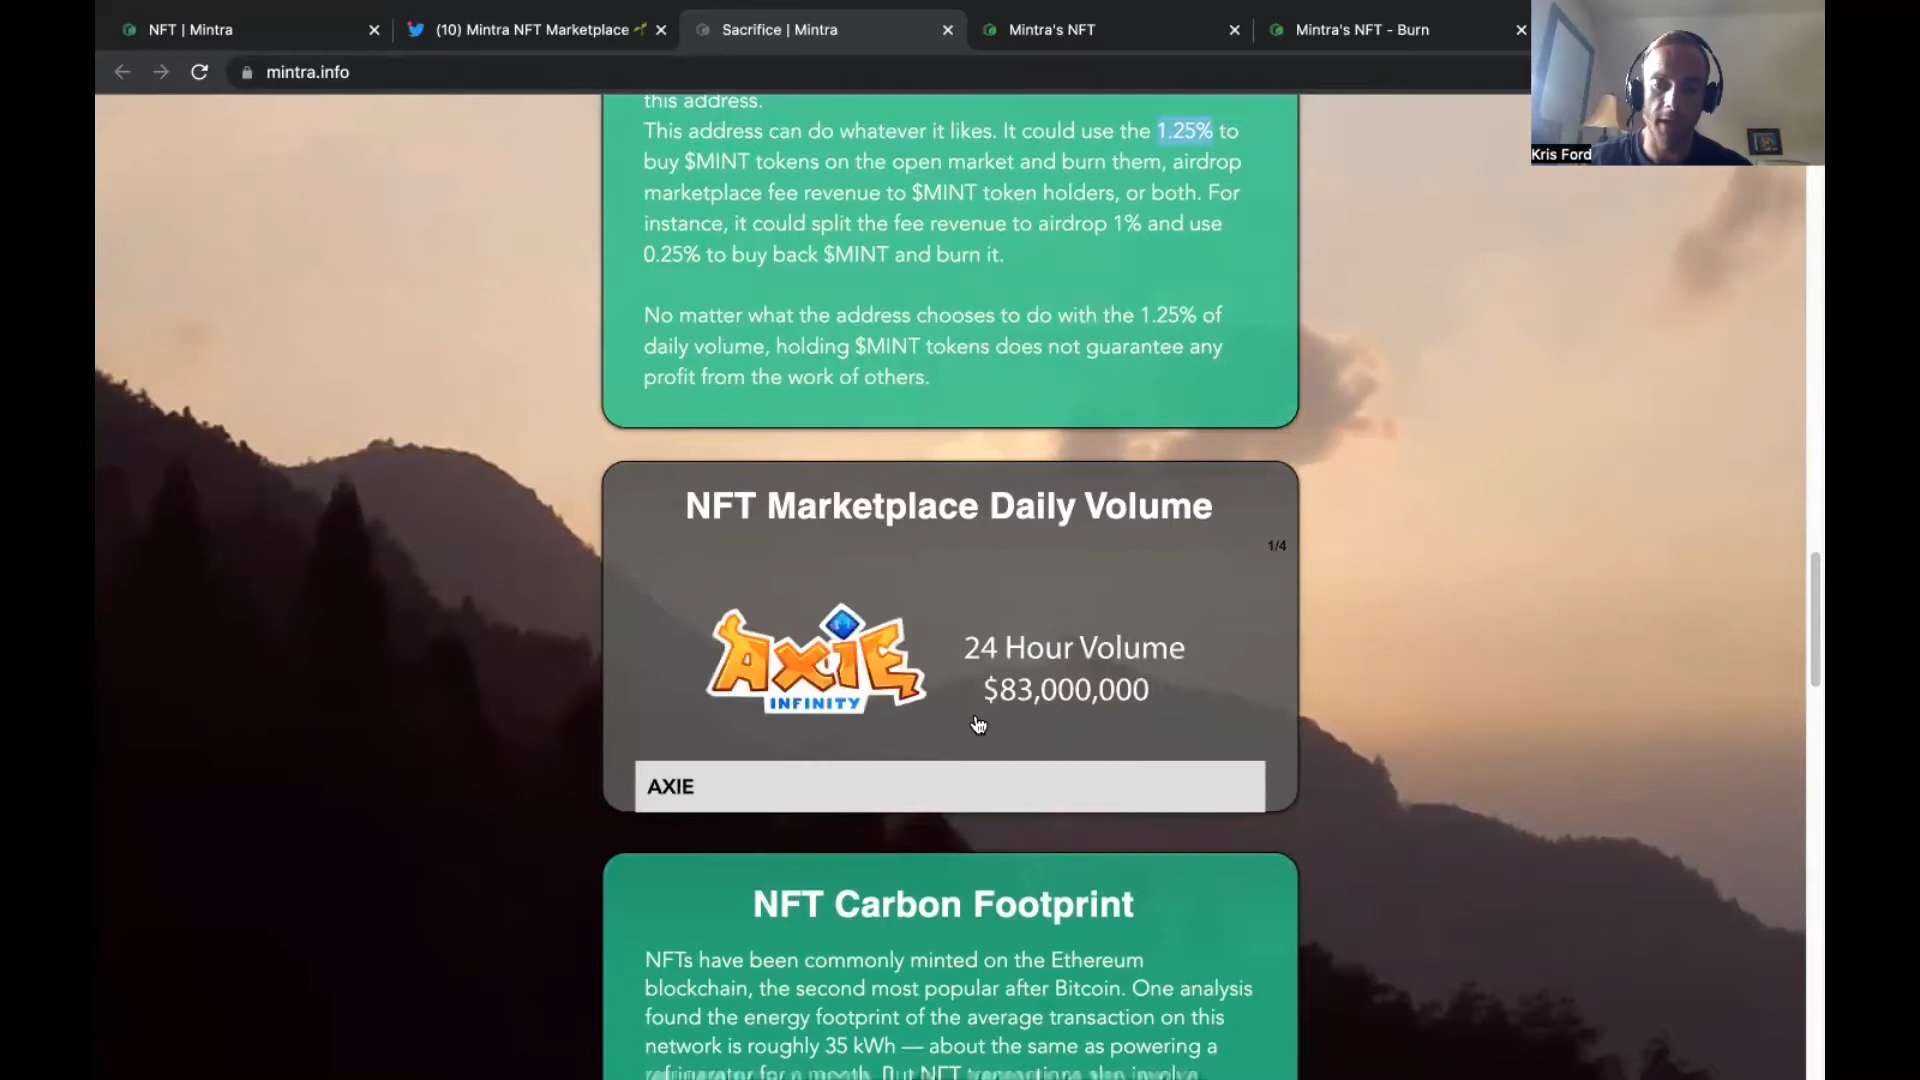 NFT | Mintra
(10) Mintra NFT Marketplace
Sacrifice | Mintra
Mintra's NFT
Mintra's NFT - Burn
mintra.info
Kris Ford
this address.
This address can do whatever it likes. It could use the 1.25% to
buy $MINT tokens on the open market and burn them, airdrop
marketplace fee revenue to $MINT token holders, or both. For
instance, it could split the fee revenue to airdrop 1% and use
0.25% to buy back $MINT and burn it.
No matter what the address chooses to do with the 1.25% of
daily volume, holding $MINT tokens does not guarantee any
profit from the work of others.
NFT Marketplace Daily Volume
1/4
AXIE
INFINITY
24 Hour Volume
$83,000,000
AXIE
NFT Carbon Footprint
NFTs have been commonly minted on the Ethereum
blockchain, the second most popular after Bitcoin. One analysis
found the energy footprint of the average transaction on this
network is roughly 35 kWh — about the same as powering a
refrigerator for a month. But NFT transactions also involve